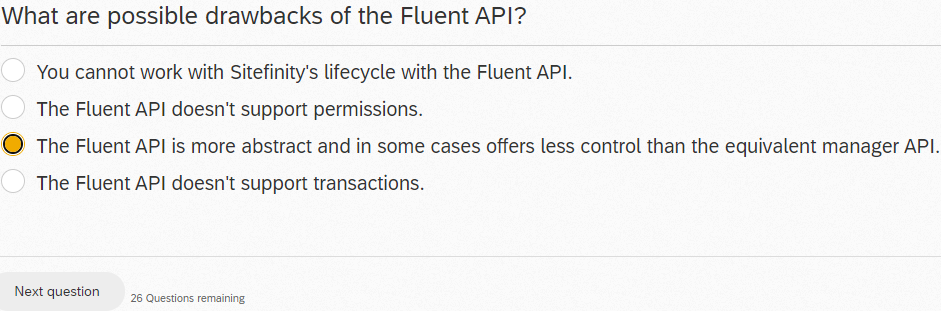 What are possible drawbacks of the Fluent API?
You cannot work with Sitefinity's lifecycle with the Fluent API.
The Fluent API doesn't support permissions.
The Fluent API is more abstract and in some cases offers less control than the equivalent manager API.
The Fluent API doesn't support transactions.
Next question
26 Questions remaining